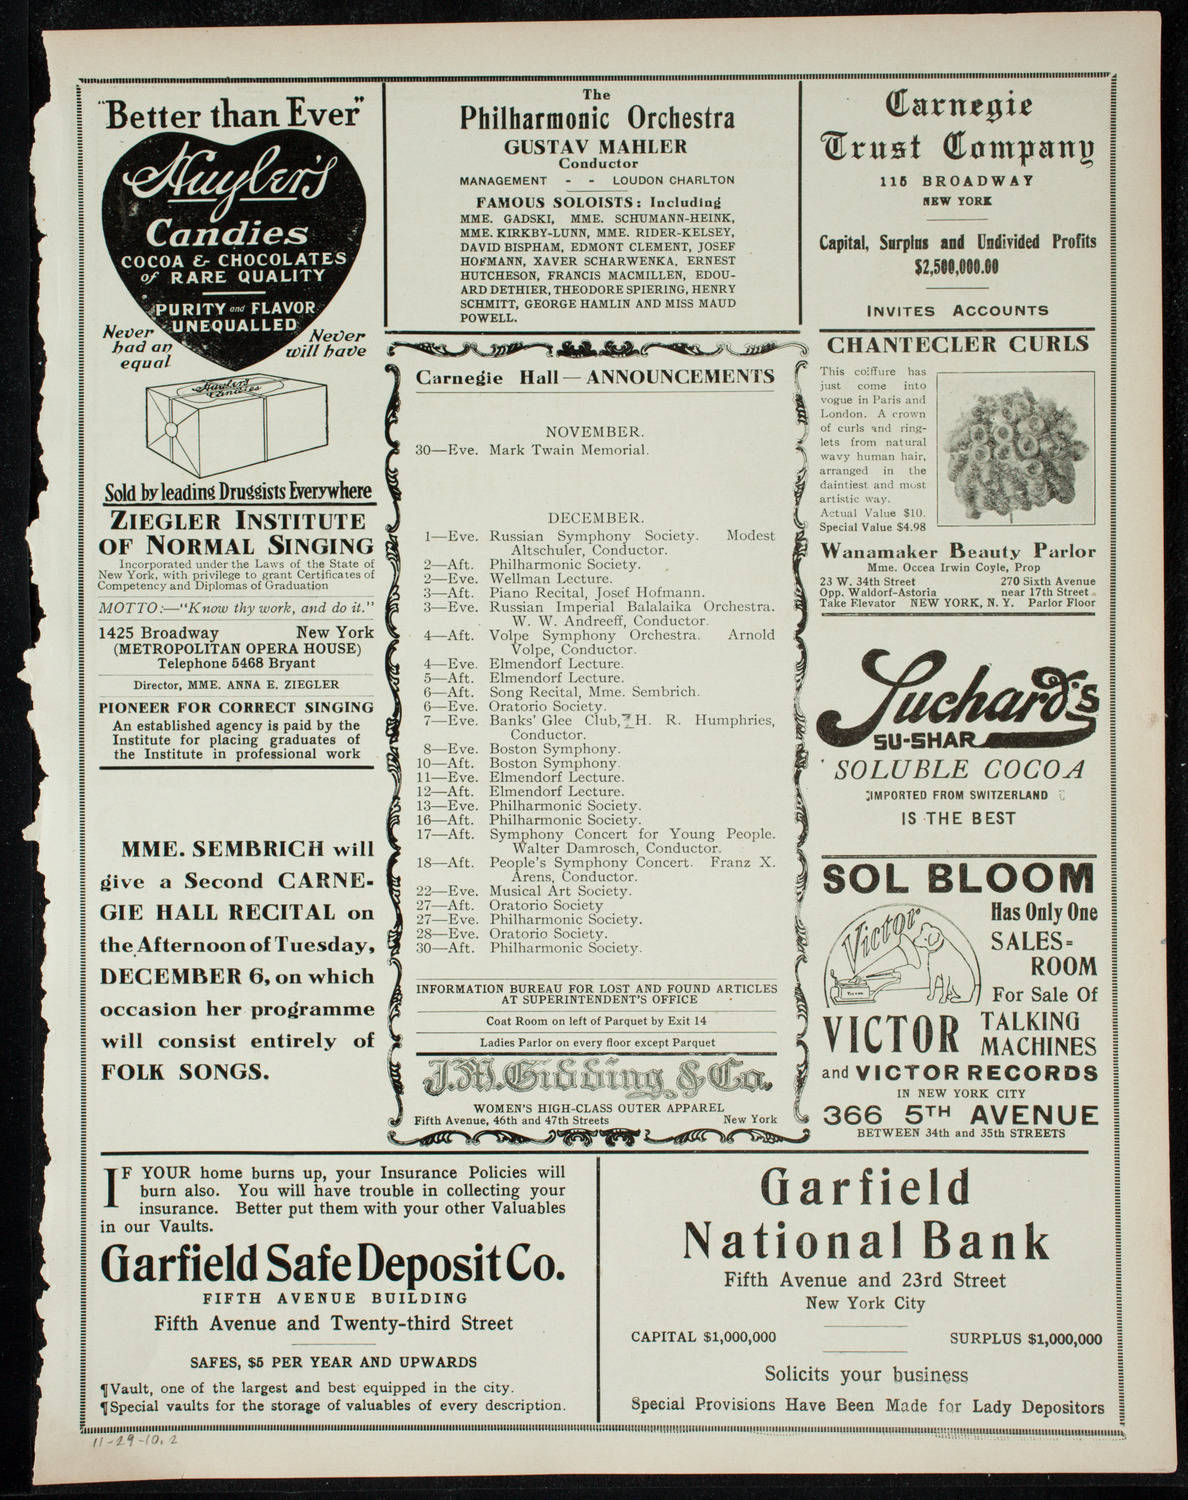 "Better than Ever"
Huyler's
Candies
COCOA & CHOCOLATES
of RARE QUALITY
PURITY and FLAVOR
UNEQUALLED
Never
had an
equal
Never
will have
Huyler's
Candies
Sold by leading Druggists Everywhere
ZIEGLER INSTITUTE
OF NORMAL SINGING
Incorporated under the Laws of the State of
New York, with privilege to grant Certificates of
Competency and Diplomas of Graduation
MOTTO:—"Know thy work, and do it."
1425 Broadway New York
(METROPOLITAN OPERA HOUSE)
Telephone 5468 Bryant
Director, MME. ANNA E. ZIEGLER
PIONEER FOR CORRECT SINGING
An established agency is paid by the
Institute for placing graduates of
the Institute in professional work
MME. SEMBRICH will
give a Second CARNE-
GIE HALL RECITAL on
the Afternoon of Tuesday,
DECEMBER 6, on which
occasion her programme
will consist entirely of
FOLK SONGS.
The
Philharmonic Orchestra
GUSTAV MAHLER
Conductor
MANAGEMENT - - LOUDON CHARLTON
FAMOUS SOLOISTS: Including
MME. GADSKI, MME. SCHUMANN-HEINK,
MME. KIRKBY-LUNN, MME. RIDER-KELSEY,
DAVID BISPHAM, EDMONT CLEMENT, JOSEF
HOFMANN, XAVER SCHARWENKA, ERNEST
HUTCHESON, FRANCIS MACMILLEN, EDOU-
ARD DETHIER, THEODORE SPIERING, HENRY
SCHMITT, GEORGE HAMLIN AND MISS MAUD
POWELL.
Carnegie Hall—ANNOUNCEMENTS
NOVEMBER.
30—Eve. Mark Twain Memorial.
DECEMBER.
1—Eve. Russian Symphony Society. Modest
Altschuler, Conductor.
2—Aft. Philharmonic Society.
2—Eve. Wellman Lecture.
3—Aft. Piano Recital, Josef Hofmann.
3—Eve. Russian Imperial Balalaika Orchestra.
W. W. Andreeff, Conductor.
4—Aft. Volpe Symphony Orchestra. Arnold
Volpe, Conductor.
4—Eve. Elmendorf Lecture.
5—Aft. Elmendorf Lecture.
6—Aft. Song Recital, Mme. Sembrich.
6—Eve. Oratorio Society.
7—Eve. Banks' Glee Club, H. R. Humphries,
Conductor.
8—Eve. Boston Symphony.
10—Aft. Boston Symphony.
11—Eve. Elmendorf Lecture.
12—Aft. Elmendorf Lecture.
13—Eve. Philharmonic Society.
16—Aft. Philharmonic Society.
17—Aft. Symphony Concert for Young People.
Walter Damrosch, Conductor.
18—Aft. People's Symphony Concert. Franz X.
Arens, Conductor.
22—Eve. Musical Art Society.
27—Aft. Oratorio Society
27—Eve. Philharmonic Society.
28—Eve. Oratorio Society.
30—Aft. Philharmonic Society.
INFORMATION BUREAU FOR LOST AND FOUND ARTICLES
AT SUPERINTENDENT'S OFFICE
Coat Room on left of Parquet by Exit 14
Ladies Parlor on every floor except Parquet
J.M. Gidding & Co.
WOMEN'S HIGH-CLASS OUTER APPAREL
Fifth Avenue, 46th and 47th Streets New York
Carnegie
Trust Company
115 BROADWAY
NEW YORK
Capital, Surplus and Undivided Profits
$2,500,000.00
INVITES ACCOUNTS
CHANTECLER CURLS
This coiffure has
just come into
vogue in Paris and
London. A crown
of curls and ring-
lets from natural
wavy human hair,
arranged in the
daintiest and most
artistic way.
Actual Value $10.
Special Value $4.98
Wanamaker Beauty Parlor
Mme. Occea Irwin Coyle, Prop
23 W. 34th Street 270 Sixth Avenue
Opp. Waldorf-Astoria near 17th Street
Take Elevator NEW YORK, N. Y. Parlor Floor
Suchard's
SU-SHAR
SOLUBLE COCOA
IMPORTED FROM SWITZERLAND
IS THE BEST
SOL BLOOM
Victor
Has Only One
SALES=
ROOM
For Sale Of
VICTOR TALKING
MACHINES
and VICTOR RECORDS
IN NEW YORK CITY
366 5TH AVENUE
BETWEEN 34th and 35th STREETS
IF YOUR home burns up, your Insurance Policies will
burn also. You will have trouble in collecting your
insurance. Better put them with your other Valuables
in our Vaults.
Garfield Safe Deposit Co.
FIFTH AVENUE BUILDING
Fifth Avenue and Twenty-third Street
SAFES, $5 PER YEAR AND UPWARDS
¶Vault, one of the largest and best equipped in the city.
¶Special vaults for the storage of valuables of every description.
Garfield
National Bank
Fifth Avenue and 23rd Street
New York City
CAPITAL $1,000,000 SURPLUS $1,000,000
Solicits your business
Special Provisions Have Been Made for Lady Depositors
11-29-10, 2